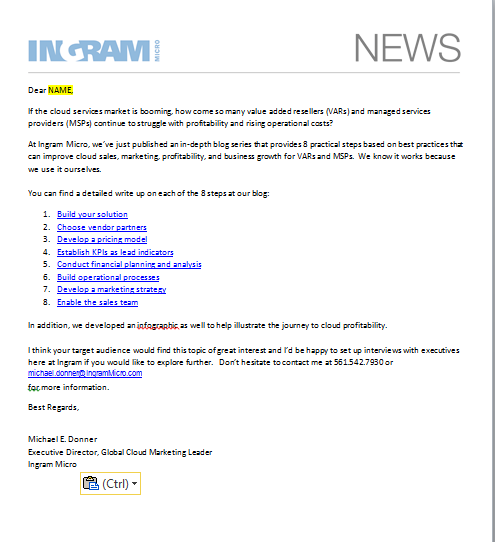 INGRAM MICRO NEWS
Dear NAME,
If the cloud services market is booming, how come so many value added resellers (VARs) and managed services
providers (MSPs) continue to struggle with profitability and rising operational costs?
At Ingram Micro, we've just published an in-depth blog series that provides 8 practical steps based on best practices that
can improve cloud sales, marketing, profitability, and business growth for VARs and MSPs. We know it works because
we use it ourselves.
You can find a detailed write up on each of the 8 steps at our blog:
1. Build your solution
2. Choose vendor partners
3. Develop a pricing model
4. Establish KPIs as lead indicators
5. Conduct financial planning and analysis
6. Build operational processes
7. Develop a marketing strategy
8. Enable the sales team
In addition, we developed an infographic as well to help illustrate the journey to cloud profitability.
I think your target audience would find this topic of great interest and I'd be happy to set up interviews with executives
here at Ingram if you would like to explore further. Don't hesitate to contact me at 561.542.7930 or
michael.donner@IngramMicro.com
for more information.
Best Regards,
Michael E. Donner
Executive Director, Global Cloud Marketing Leader
Ingram Micro
(Ctrl)